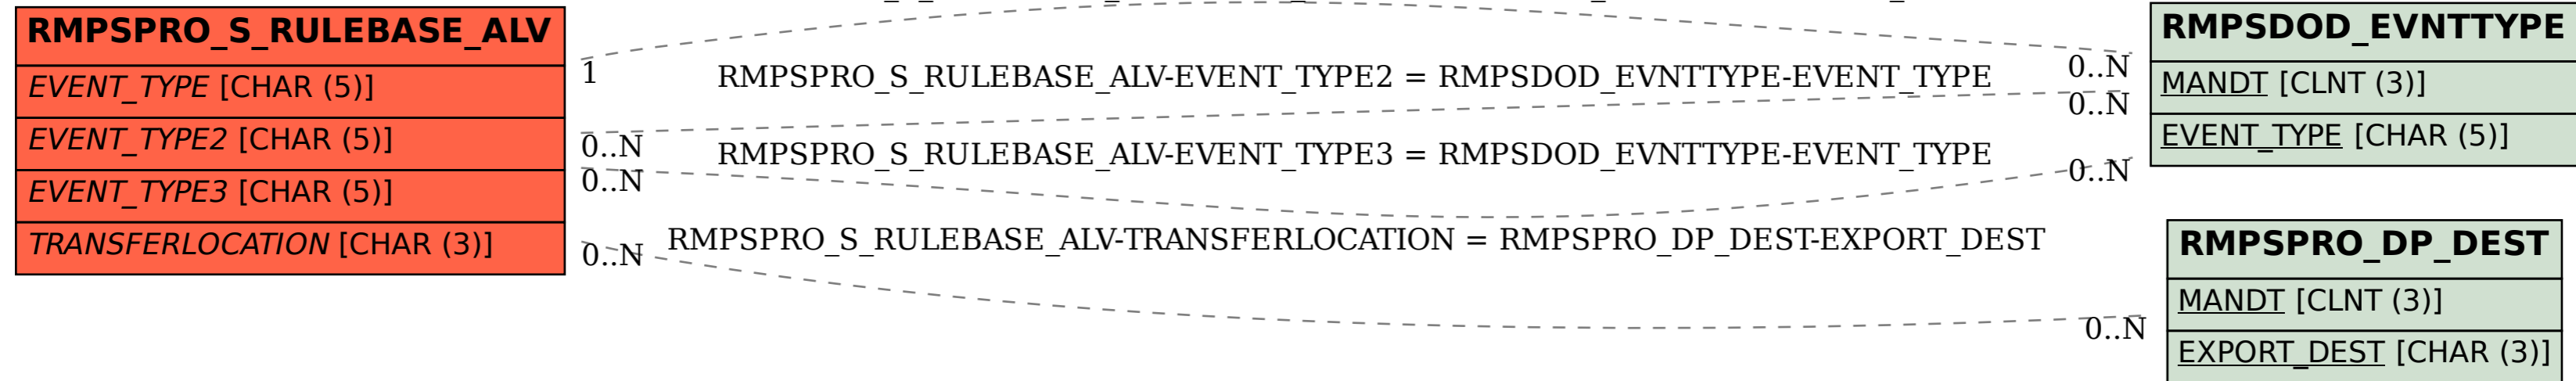 RMPSPRO_S_RULEBASE_ALV
EVENT_TYPE [CHAR (5)]
EVENT_TYPE2 [CHAR (5)]
EVENT_TYPE3 [CHAR (5)]
TRANSFERLOCATION [CHAR (3)]
1
0..N
RMPSPRO_S_RULEBASE_ALV-EVENT_TYPE2 = RMPSDOD_EVNTTYPE-EVENT_TYPE
0..N
0..N
RMPSPRO_S_RULEBASE_ALV-EVENT_TYPE3 = RMPSDOD_EVNTTYPE-EVENT_TYPE
0..N
0..N
RMPSPRO_S_RULEBASE_ALV-TRANSFERLOCATION = RMPSPRO_DP_DEST-EXPORT_DEST
0..N
0..N
RMPSDOD_EVNTTYPE
MANDT [CLNT (3)]
EVENT_TYPE [CHAR (5)]
RMPSPRO_DP_DEST
MANDT [CLNT (3)]
EXPORT_DEST [CHAR (3)]